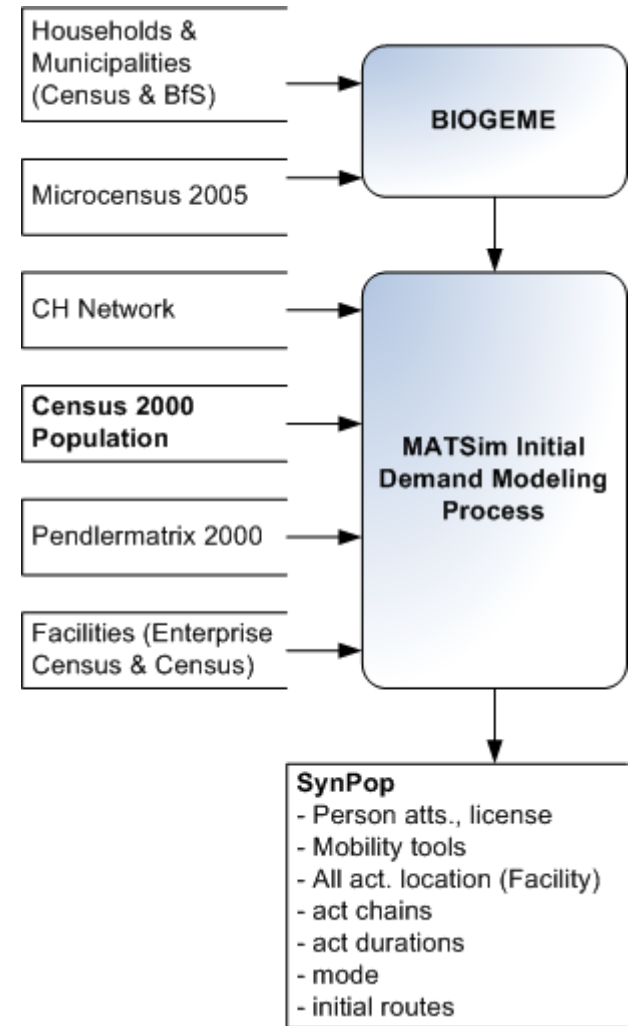 Households &
Municipalities
(Census & BfS)
BIOGEME
Microcensus 2005
CH Network
Census 2000
Population
MATSim Initial
Demand Modeling
Process
Pendlermatrix 2000
Facilities (Enterprise
Census & Census)
SynPop
- Person atts., license
- Mobility tools
- All act. location (Facility)
- act chains
- act durations
- mode
- initial routes